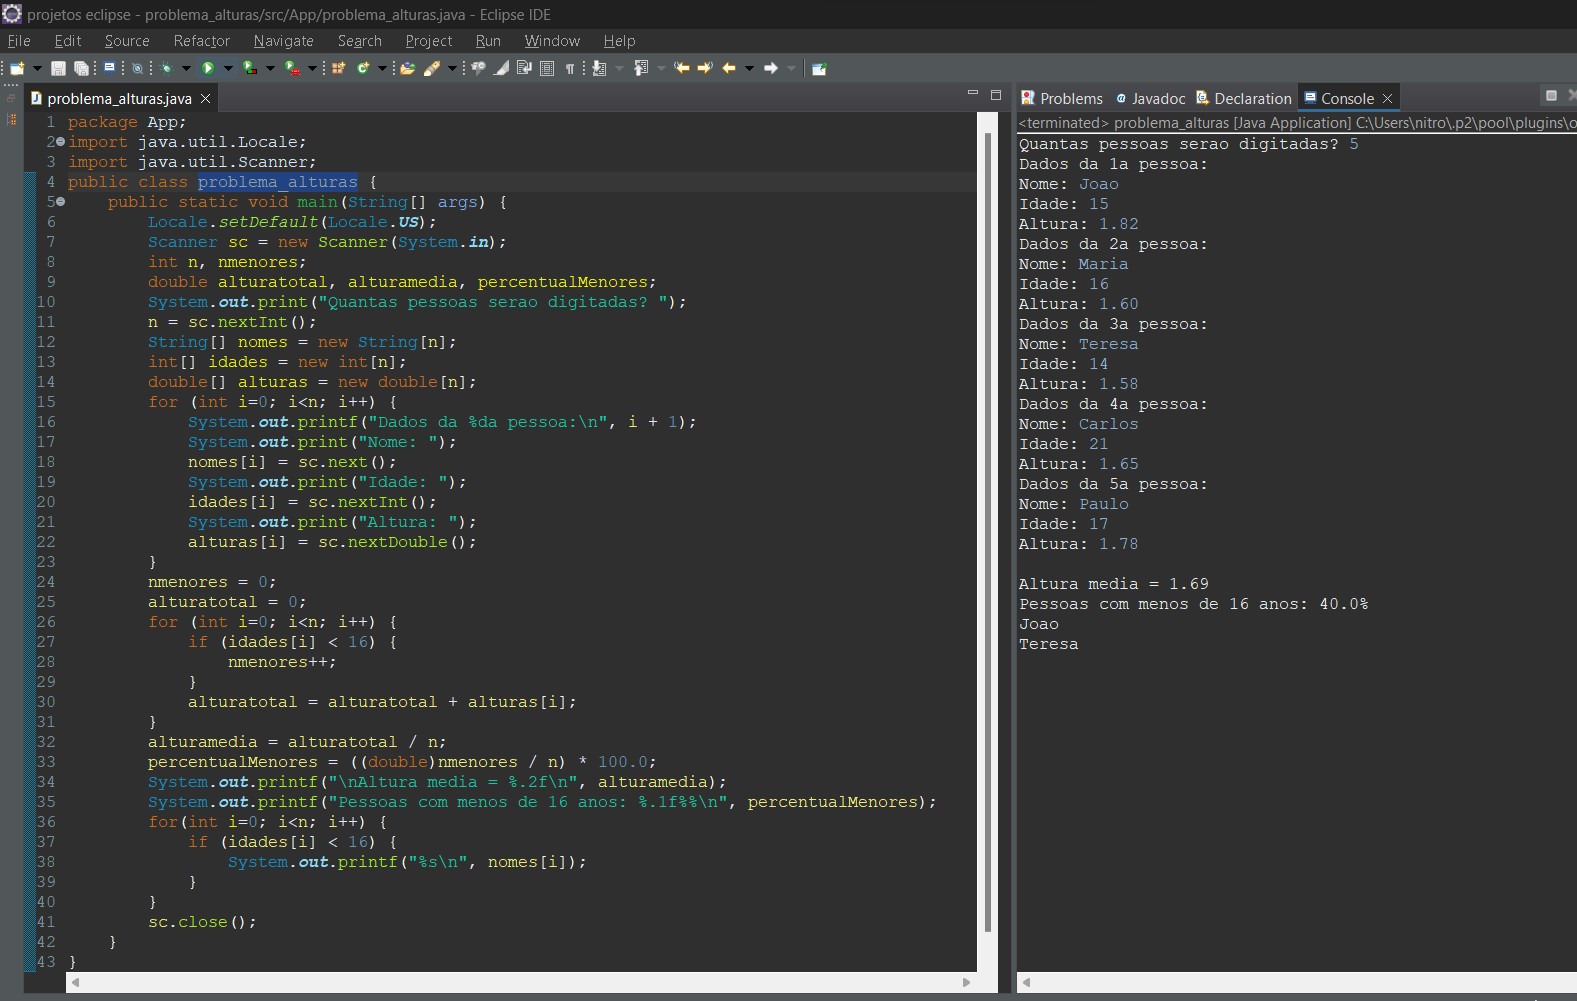 projetos eclipse - problema_alturas/src/App/problema_alturas.java - Eclipse IDE
File Edit Source Refactor Navigate Search Project Run Window Help
problema_alturas.java
1 package App;
2 import java.util.Locale;
3 import java.util.Scanner;
4 public class problema_alturas {
5 public static void main(String[] args) {
6 Locale.setDefault(Locale.US);
7 Scanner sc = new Scanner(System.in);
8 int n, nmenores;
9 double alturatotal, alturamedia, percentualMenores;
10 System.out.print("Quantas pessoas serao digitadas? ");
11 n = sc.nextInt();
12 String[] nomes = new String[n];
13 int[] idades = new int[n];
14 double[] alturas = new double[n];
15 for (int i=0; i<n; i++) {
16 System.out.printf("Dados da %da pessoa:\n", i + 1);
17 System.out.print("Nome: ");
18 nomes[i] = sc.next();
19 System.out.print("Idade: ");
20 idades[i] = sc.nextInt();
21 System.out.print("Altura: ");
22 alturas[i] = sc.nextDouble();
23 }
24 nmenores = 0;
25 alturatotal = 0;
26 for (int i=0; i<n; i++) {
27 if (idades[i] < 16) {
28 nmenores++;
29 }
30 alturatotal = alturatotal + alturas[i];
31 }
32 alturamedia = alturatotal / n;
33 percentualMenores = ((double)nmenores / n) * 100.0;
34 System.out.printf("\nAltura media = %.2f\n", alturamedia);
35 System.out.printf("Pessoas com menos de 16 anos: %.1f%%\n", percentualMenores);
36 for(int i=0; i<n; i++) {
37 if (idades[i] < 16) {
38 System.out.printf("%s\n", nomes[i]);
39 }
40 }
41 sc.close();
42 }
43 }
Problems Javadoc Declaration Console
<terminated> problema_alturas [Java Application] C:\Users\nitro\.p2\pool\plugins\o
Quantas pessoas serao digitadas? 5
Dados da 1a pessoa:
Nome: Joao
Idade: 15
Altura: 1.82
Dados da 2a pessoa:
Nome: Maria
Idade: 16
Altura: 1.60
Dados da 3a pessoa:
Nome: Teresa
Idade: 14
Altura: 1.58
Dados da 4a pessoa:
Nome: Carlos
Idade: 21
Altura: 1.65
Dados da 5a pessoa:
Nome: Paulo
Idade: 17
Altura: 1.78
Altura media = 1.69
Pessoas com menos de 16 anos: 40.0%
Joao
Teresa